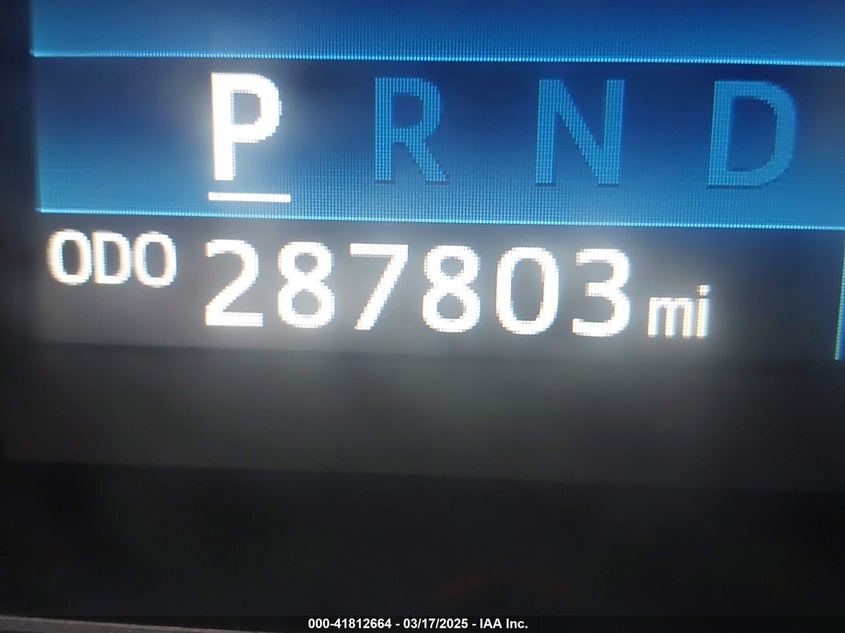 P R N D
ODO 287803 mi
000-41812664 - 03/17/2025 - IAA Inc.